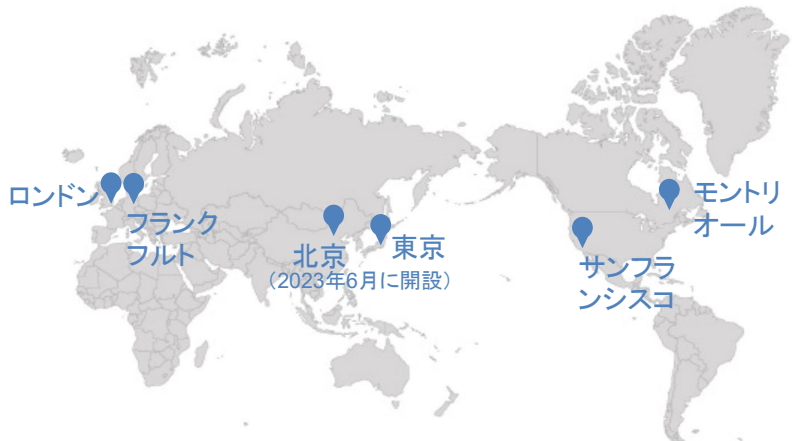 ロンドン
フランク
フルト
北京
（2023年6月に開設）
東京
サンフラ
ンシスコ
モントリ
オール